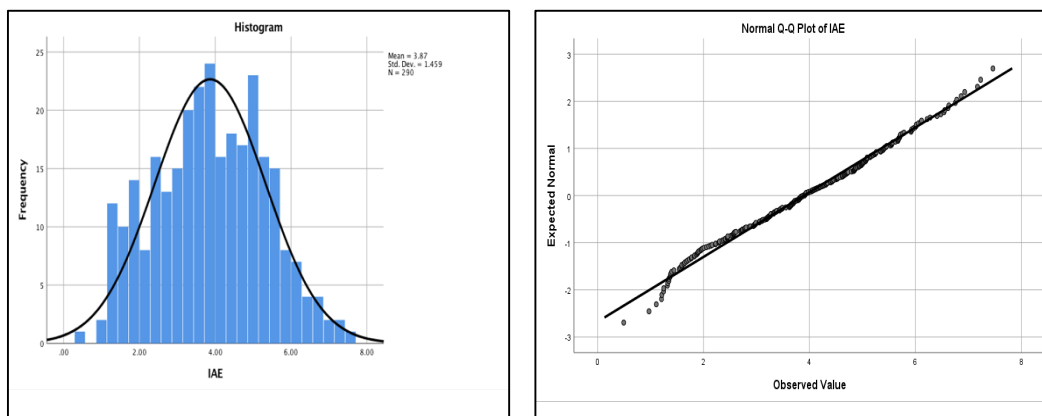 Histogram
Mean = 3.87
Std. Dev. = 1.459
N = 290
25
20
15
10
5
0
Frequency
.00 2.00 4.00 6.00 8.00
IAE
Normal Q-Q Plot of IAE
3
2
1
0
-1
-2
-3
Expected Normal
0 2 4 6 8
Observed Value